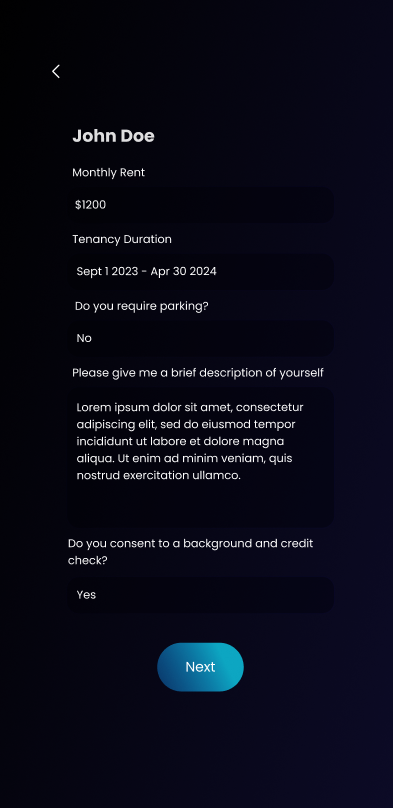 John Doe
Monthly Rent
$1200
Tenancy Duration
Sept 1 2023 - Apr 30 2024
Do you require parking?
No
Please give me a brief description of yourself
Lorem ipsum dolor sit amet, consectetur
adipiscing elit, sed do eiusmod tempor
incididunt ut labore et dolore magna
aliqua. Ut enim ad minim veniam, quis
nostrud exercitation ullamco.
Do you consent to a background and credit
check?
Yes
Next